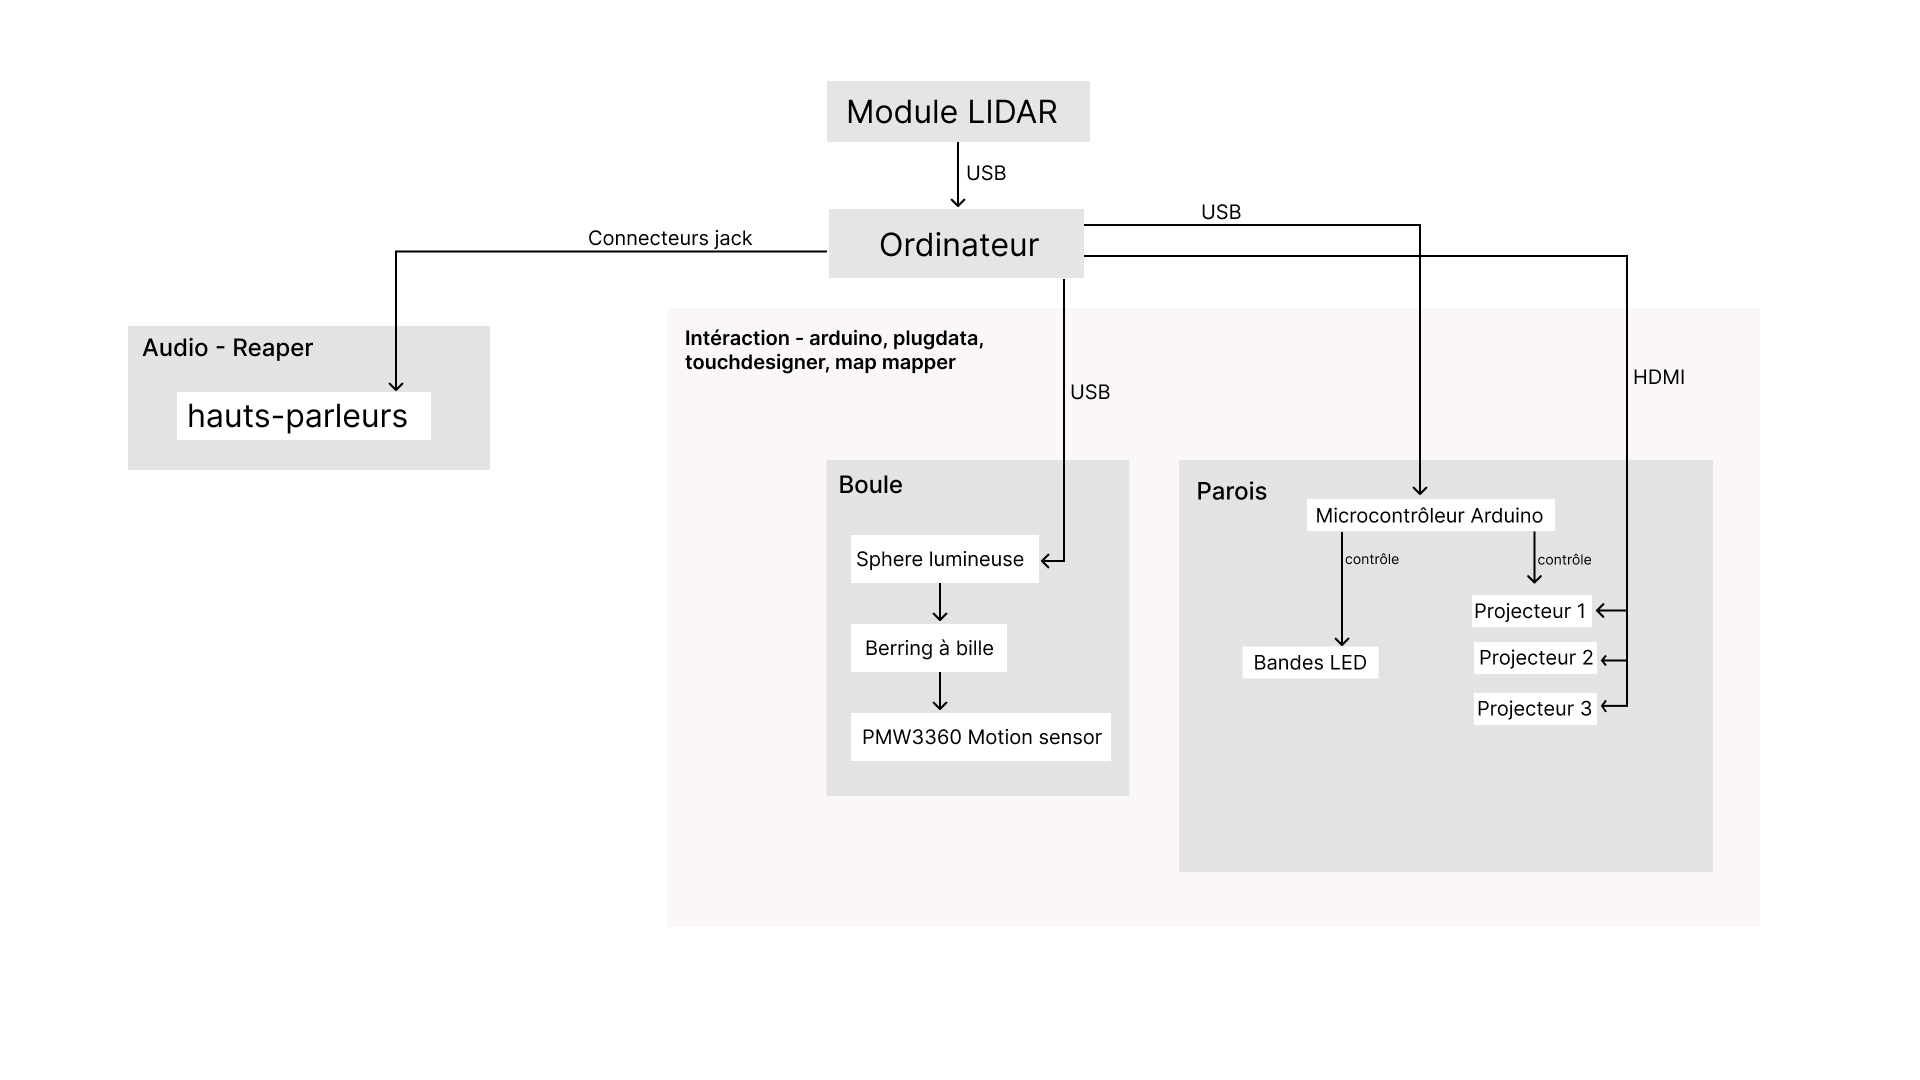 Module LIDAR
USB
Ordinateur
Connecteurs jack
USB
Audio - Reaper
hauts-parleurs
Intéraction - arduino, plugdata,
touchdesigner, map mapper
USB
HDMI
Boule
Sphere lumineuse
Berring à bille
PMW3360 Motion sensor
Parois
Microcontrôleur Arduino
contrôle
contrôle
Bandes LED
Projecteur 1
Projecteur 2
Projecteur 3